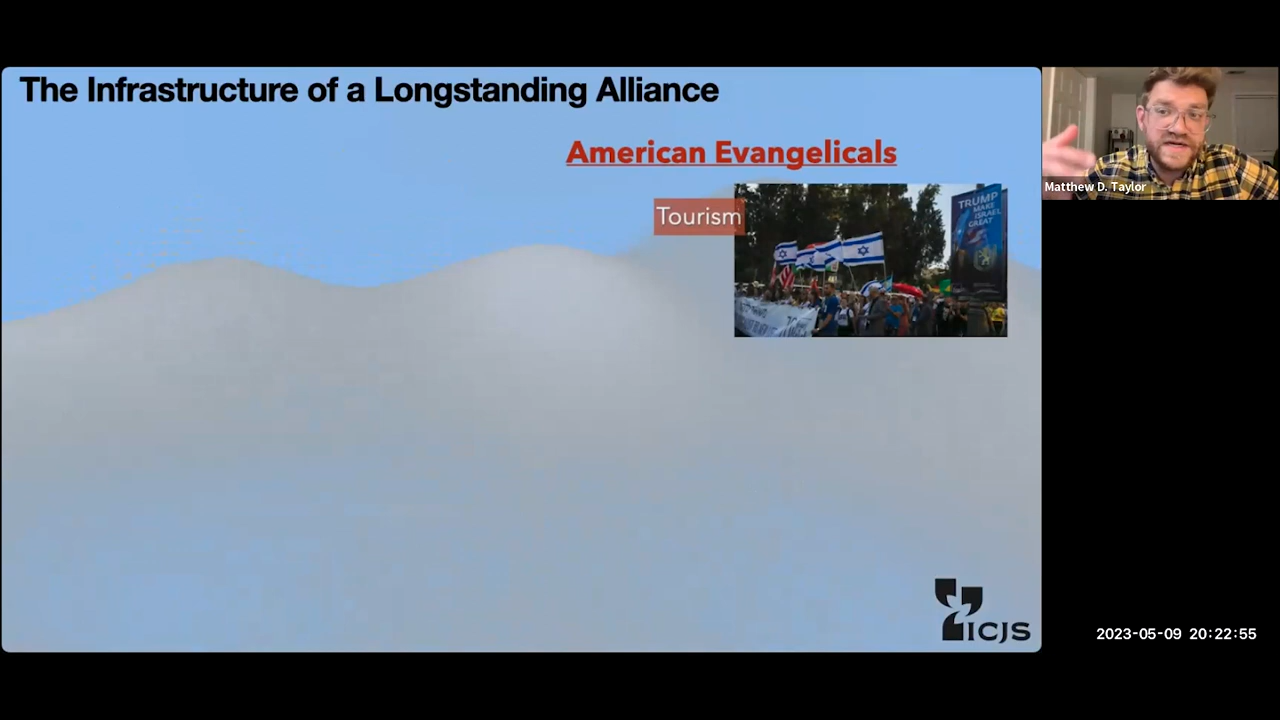 The Infrastructure of a Longstanding Alliance
American Evangelicals
Tourism
TRUMP
MAKE
ISRAEL
GREAT
Matthew D. Taylor
ICJS
2023-05-09 20:22:55